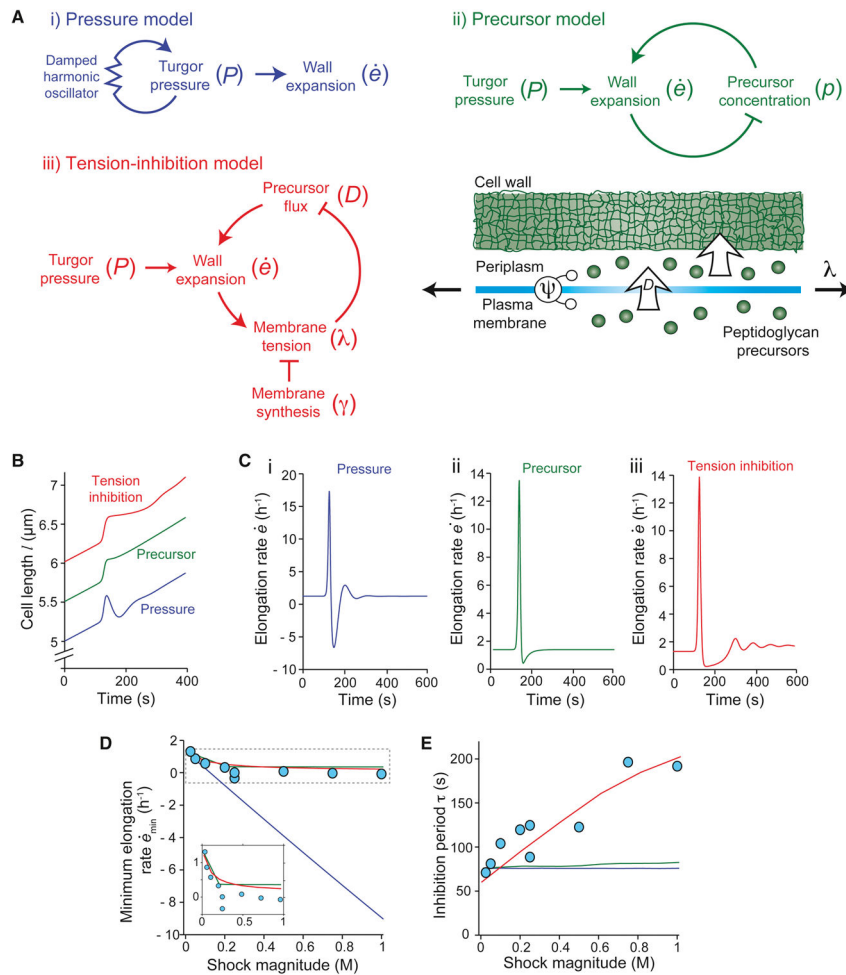 A
i) Pressure model
Damped
harmonic
oscillator
Turgor
pressure (P)
Wall
expansion (ė)
ii) Precursor model
Turgor
pressure (P)
Wall
expansion (ė)
Precursor
concentration (p)
iii) Tension-inhibition model
Precursor
flux (D)
Turgor
pressure (P)
Wall
expansion (ė)
Membrane
tension (λ)
Membrane
synthesis (γ)
Cell wall
Periplasm
Plasma
membrane
Ψ
D
λ
Peptidoglycan
precursors
B
Cell length l (μm)
7
6.5
6
5.5
5
Tension
inhibition
Precursor
Pressure
0 200 400
Time (s)
C
i
Pressure
Elongation rate ė (h⁻¹)
20
15
10
5
0
- 5
- 10
0 200 400 600
Time (s)
ii
Precursor
Elongation rate ė (h⁻¹)
14
12
10
8
6
4
2
0
0 200 400 600
Time (s)
iii
Tension inhibition
Elongation rate ė (h⁻¹)
14
12
10
8
6
4
2
0
0 200 400 600
Time (s)
D
Minimum elongation
rate ė min (h⁻¹)
2
0
- 2
- 4
- 6
- 8
- 10
1
0
0 0.5 1
0 0.2 0.4 0.6 0.8 1
Shock magnitude (M)
E
Inhibition period τ (s)
200
150
100
50
0
0 0.2 0.4 0.6 0.8 1
Shock magnitude (M)